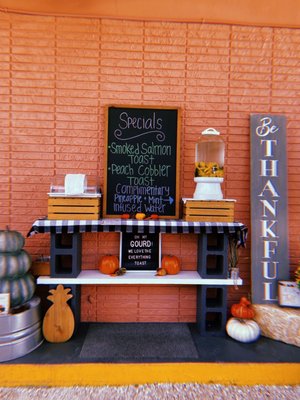 Specials
• Smoked Salmon
Toast
• Peach Cobbler
Toast
Complimentary
Pineapple + Mint
Infused Water
OH MY
GOURD
WE LOVE THE
EVERYTHING
TOAST
Be
THANKFUL